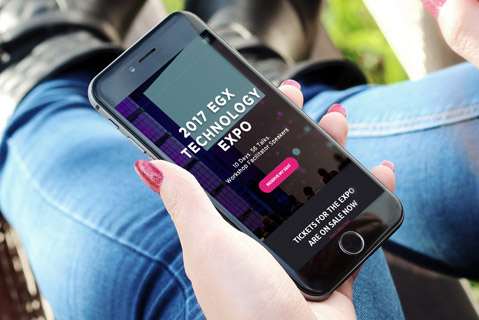 2017 EGX
TECHNOLOGY
EXPO
10 Days. 56 Talks.
Workshop Facilitator Speakers
RESERVE MY SEAT
TICKETS FOR THE EXPO
ARE ON SALE NOW